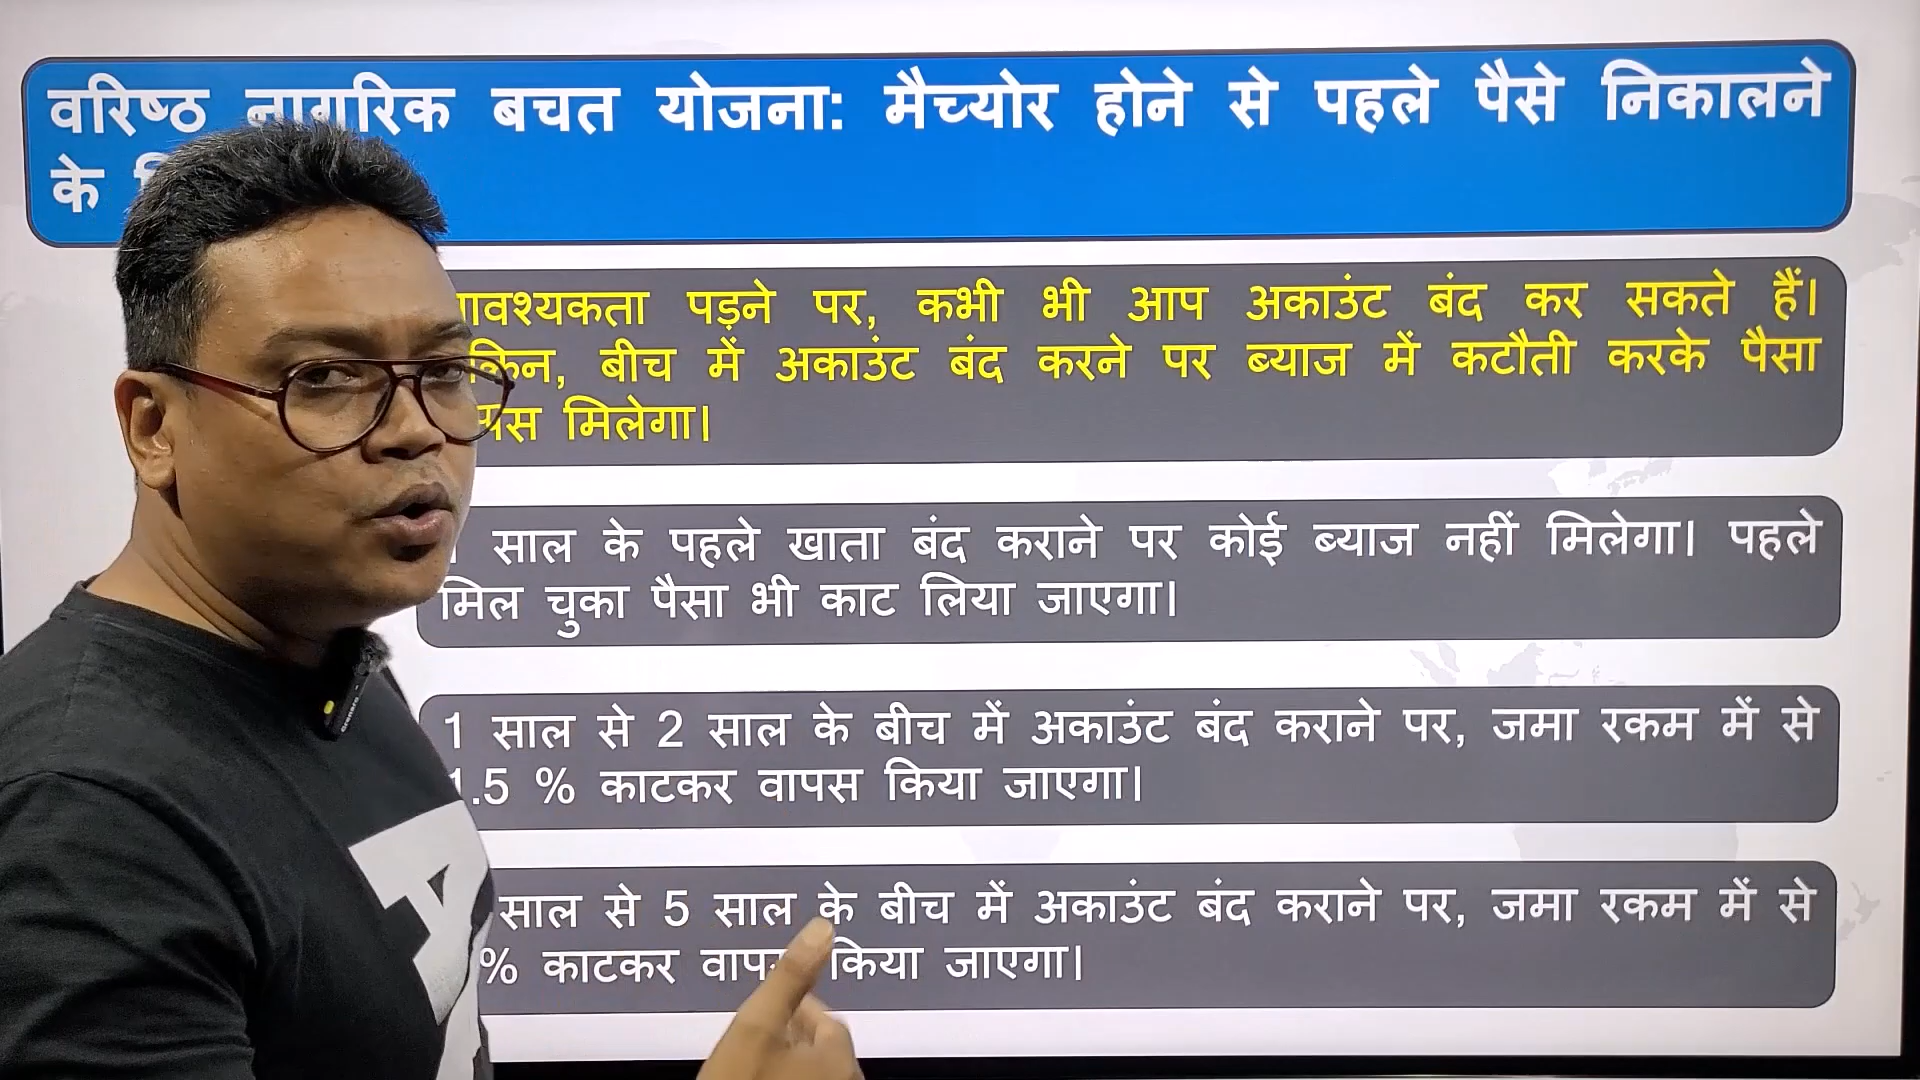 वरिष्ठ नागरिक बचत योजना: मैच्योर होने से पहले पैसे निकालने
के
पड़ने पर, कभी भी आप अकाउंट बंद कर सकते हैं।
बीच में अकाउंट बंद करने पर ब्याज में कटौती करके पैसा
मिलेगा।
साल के पहले खाता बंद कराने पर कोई ब्याज नहीं मिलेगा। पहले
मिल चुका पैसा भी काट लिया जाएगा।
1 साल से 2 साल के बीच में अकाउंट बंद कराने पर, जमा रकम में से
1.5 % काटकर वापस किया जाएगा।
साल से 5 साल के बीच में अकाउंट बंद कराने पर, जमा रकम में से
% काटकर वापस किया जाएगा।